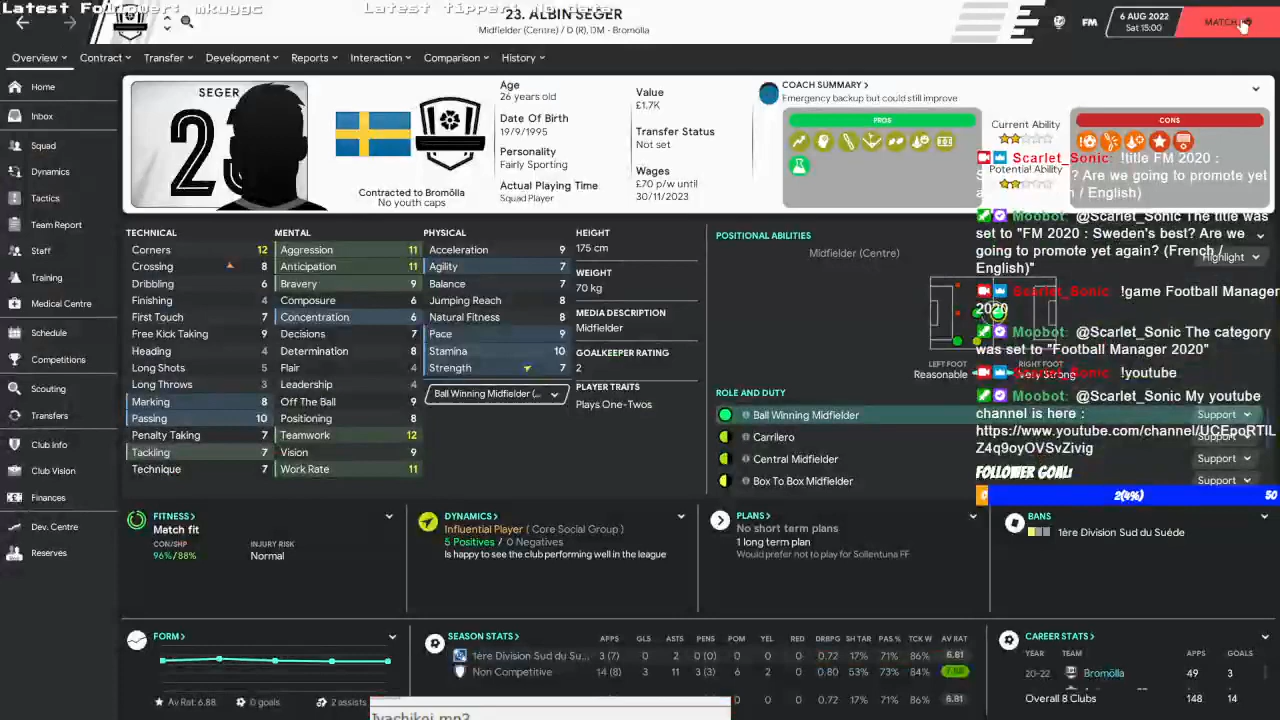 Latest Follower: mkuygc
Latest tipper: No data
23. ALBIN SEGER
Midfielder (Centre) / D (R), DM - Bromölla
6 AUG 2022
Sat 15:00
FM
MATCH
Overview
Contract
Transfer
Development
Reports
Interaction
Comparison
History
Home
Inbox
Squad
Dynamics
Tactics
Team Report
Staff
Training
Medical Centre
Schedule
Competitions
Scouting
Transfers
Club Info
Club Vision
Finances
Dev. Centre
Reserves
SEGER
2
Contracted to Bromölla
No youth caps
Age
26 years old
Date Of Birth
19/9/1995
Personality
Fairly Sporting
Actual Playing Time
Squad Player
Value
£1.7K
Transfer Status
Not set
Wages
£70 p/w until
30/11/2023
COACH SUMMARY >
Emergency backup but could still improve
PROS
Current Ability
Potential Ability
CONS
TECHNICAL
Corners 12
Crossing 8
Dribbling 6
Finishing 4
First Touch 7
Free Kick Taking 9
Heading 4
Long Shots 5
Long Throws 3
Marking 8
Passing 10
Penalty Taking 7
Tackling 7
Technique 7
MENTAL
Aggression 11
Anticipation 11
Bravery 9
Composure 6
Concentration 6
Decisions 7
Determination 8
Flair 4
Leadership 4
Off The Ball 9
Positioning 8
Teamwork 12
Vision 9
Work Rate 11
PHYSICAL
Acceleration 9
Agility 7
Balance 7
Jumping Reach 8
Natural Fitness 8
Pace 9
Stamina 10
Strength 7
Ball Winning Midfielder (...
HEIGHT
175 cm
WEIGHT
70 kg
MEDIA DESCRIPTION
Midfielder
GOALKEEPER RATING
2
PLAYER TRAITS
Plays One-Twos
POSITIONAL ABILITIES
Midfielder (Centre)
Highlight
LEFT FOOT
Reasonable
RIGHT FOOT
Very Strong
ROLE AND DUTY
Ball Winning Midfielder Support
Carrilero Support
Central Midfielder Support
Box To Box Midfielder Support
Scarlet_Sonic: !title FM 2020 :
? Are we going to promote yet
/ English)
Moobot: @Scarlet_Sonic The title was
set to "FM 2020 : Sweden's best? Are we
going to promote yet again? (French /
English)"
Scarlet_Sonic: !game Football Manager
2020
Moobot: @Scarlet_Sonic The category
was set to "Football Manager 2020"
Scarlet_Sonic: !youtube
Moobot: @Scarlet_Sonic My youtube
channel is here :
FOLLOWER GOAL:
0
2(4%)
50
FITNESS >
Match fit
CON/SHP
96%/88%
INJURY RISK
Normal
DYNAMICS >
Influential Player ( Core Social Group )
5 Positives / 0 Negatives
Is happy to see the club performing well in the league
PLANS >
No short term plans
1 long term plan
Would prefer not to play for Sollentuna FF
BANS
1ère Division Sud du Suède
FORM >
Av Rat: 6.88
0 goals
2 assists
SEASON STATS >
APPS GLS ASTS PENS POM YEL RED DRBPG SH TAR PAS % TCK W AV RAT
1ère Division Sud du Su... 3 (7) 0 2 0 (0) 0 0 0 0.72 17% 71% 86% 6.81
Non Competitive 14 (8) 3 11 3 (3) 6 2 0 0.80 53% 73% 84%
0 0 0.72 17% 71% 86% 6.81
CAREER STATS >
YEAR TEAM APPS GOALS
20-22 Bromölla 49 3
Overall 8 Clubs 148 14
Iyashikei.mp3